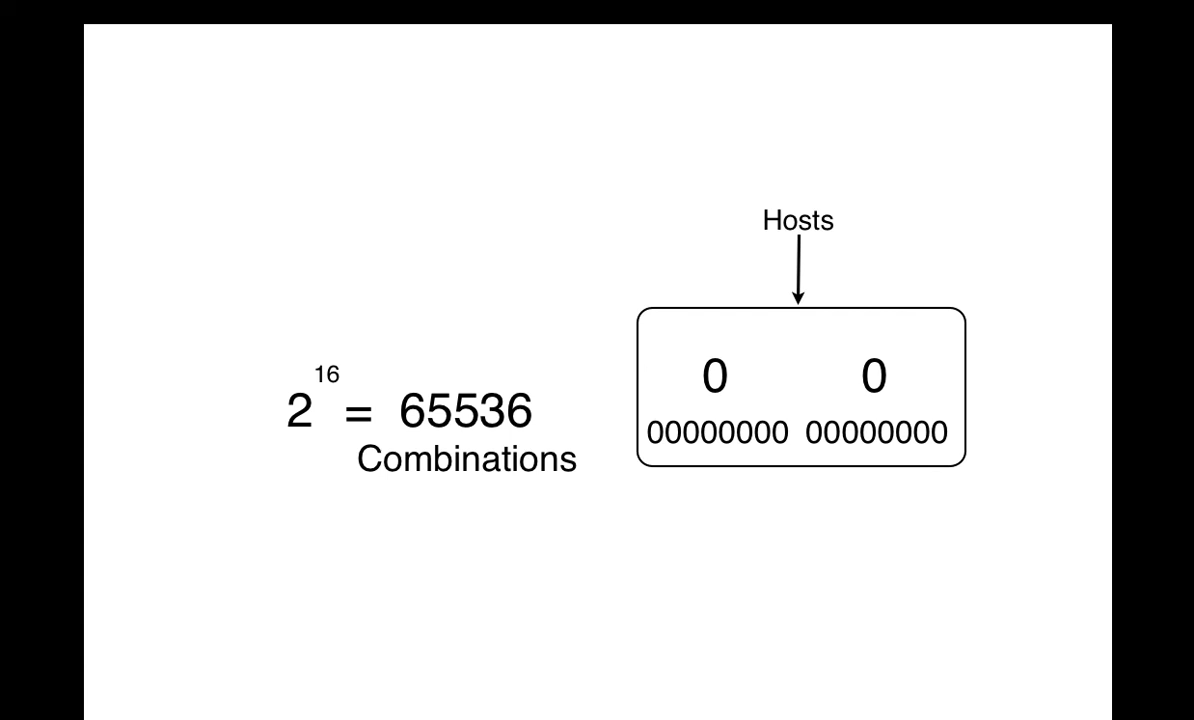 Hosts
2^16 = 65536
Combinations
0 0
00000000 00000000